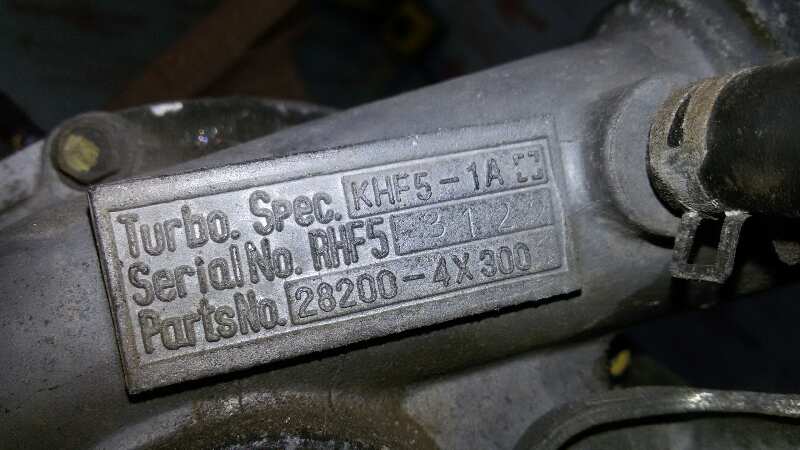 Turbo. Spec. KHF5-1A
Serial No. RHF5 312
Parts No. 28200-4X300